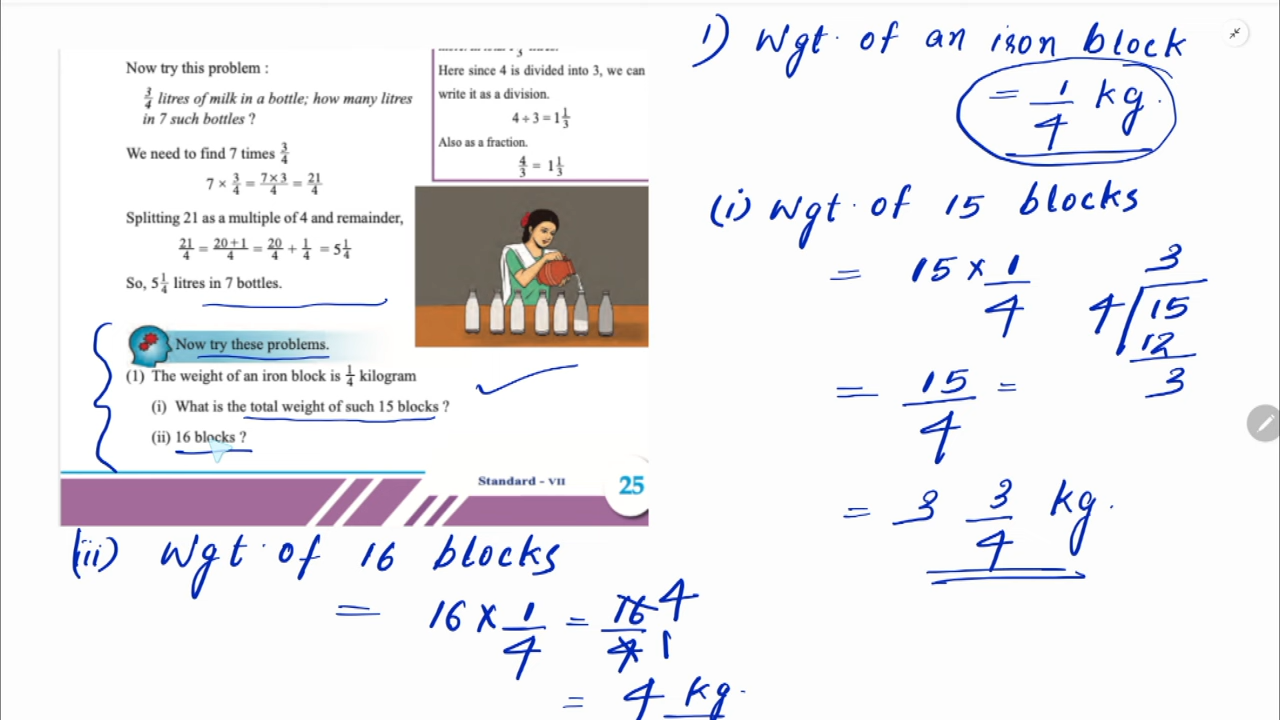 Now try this problem :
3/4 litres of milk in a bottle; how many litres
in 7 such bottles ?
We need to find 7 times 3/4
7 × 3/4 = 7×3/4 = 21/4
Splitting 21 as a multiple of 4 and remainder,
21/4 = 20+1/4 = 20/4 + 1/4 = 5 1/4
So, 5 1/4 litres in 7 bottles.
Here since 4 is divided into 3, we can
write it as a division.
4 ÷ 3 = 1 1/3
Also as a fraction.
4/3 = 1 1/3
Now try these problems.
(1) The weight of an iron block is 1/4 kilogram
(i) What is the total weight of such 15 blocks ?
(ii) 16 blocks ?
Standard - VII
25
1) Wgt. of an iron block
= 1/4 kg.
(i) Wgt. of 15 blocks
= 15 × 1/4
3
4 15
12
3
= 15/4 =
= 3 3/4 kg.
(ii) Wgt. of 16 blocks
= 16 × 1/4 = 16/4 4 1
= 4 kg.